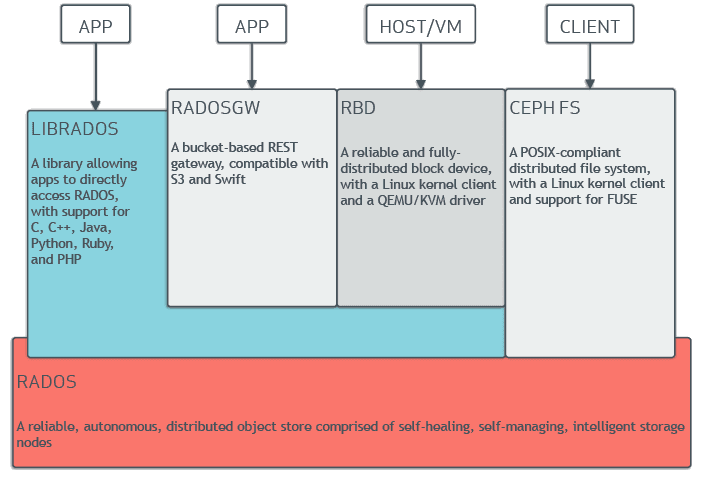 APP
APP
HOST/VM
CLIENT
LIBRADOS
A library allowing
apps to directly
access RADOS,
with support for
C, C++, Java,
Python, Ruby,
and PHP
RADOSGW
A bucket-based REST
gateway, compatible with
S3 and Swift
RBD
A reliable and fully-
distributed block device,
with a Linux kernel client
and a QEMU/KVM driver
CEPH FS
A POSIX-compliant
distributed file system,
with a Linux kernel client
and support for FUSE
RADOS
A reliable, autonomous, distributed object store comprised of self-healing, self-managing, intelligent storage
nodes